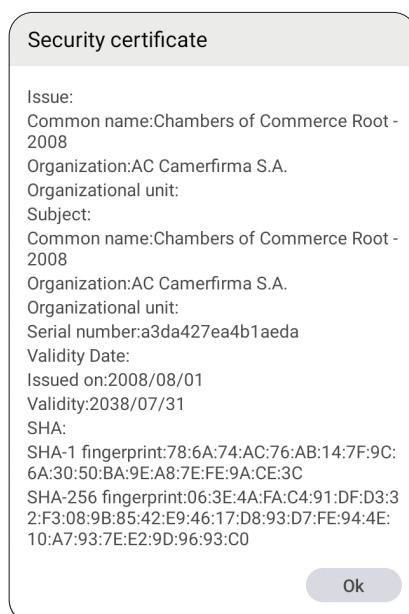 Security certificate
Issue:
Common name:Chambers of Commerce Root -
2008
Organization:AC Camerfirma S.A.
Organizational unit:
Subject:
Common name:Chambers of Commerce Root -
2008
Organization:AC Camerfirma S.A.
Organizational unit:
Serial number:a3da427ea4b1aeda
Validity Date:
Issued on:2008/08/01
Validity:2038/07/31
SHA:
SHA-1 fingerprint:78:6A:74:AC:76:AB:14:7F:9C:
6A:30:50:BA:9E:A8:7E:FE:9A:CE:3C
SHA-256 fingerprint:06:3E:4A:FA:C4:91:DF:D3:3
2:F3:08:9B:85:42:E9:46:17:D8:93:D7:FE:94:4E:
10:A7:93:7E:E2:9D:96:93:C0
Ok